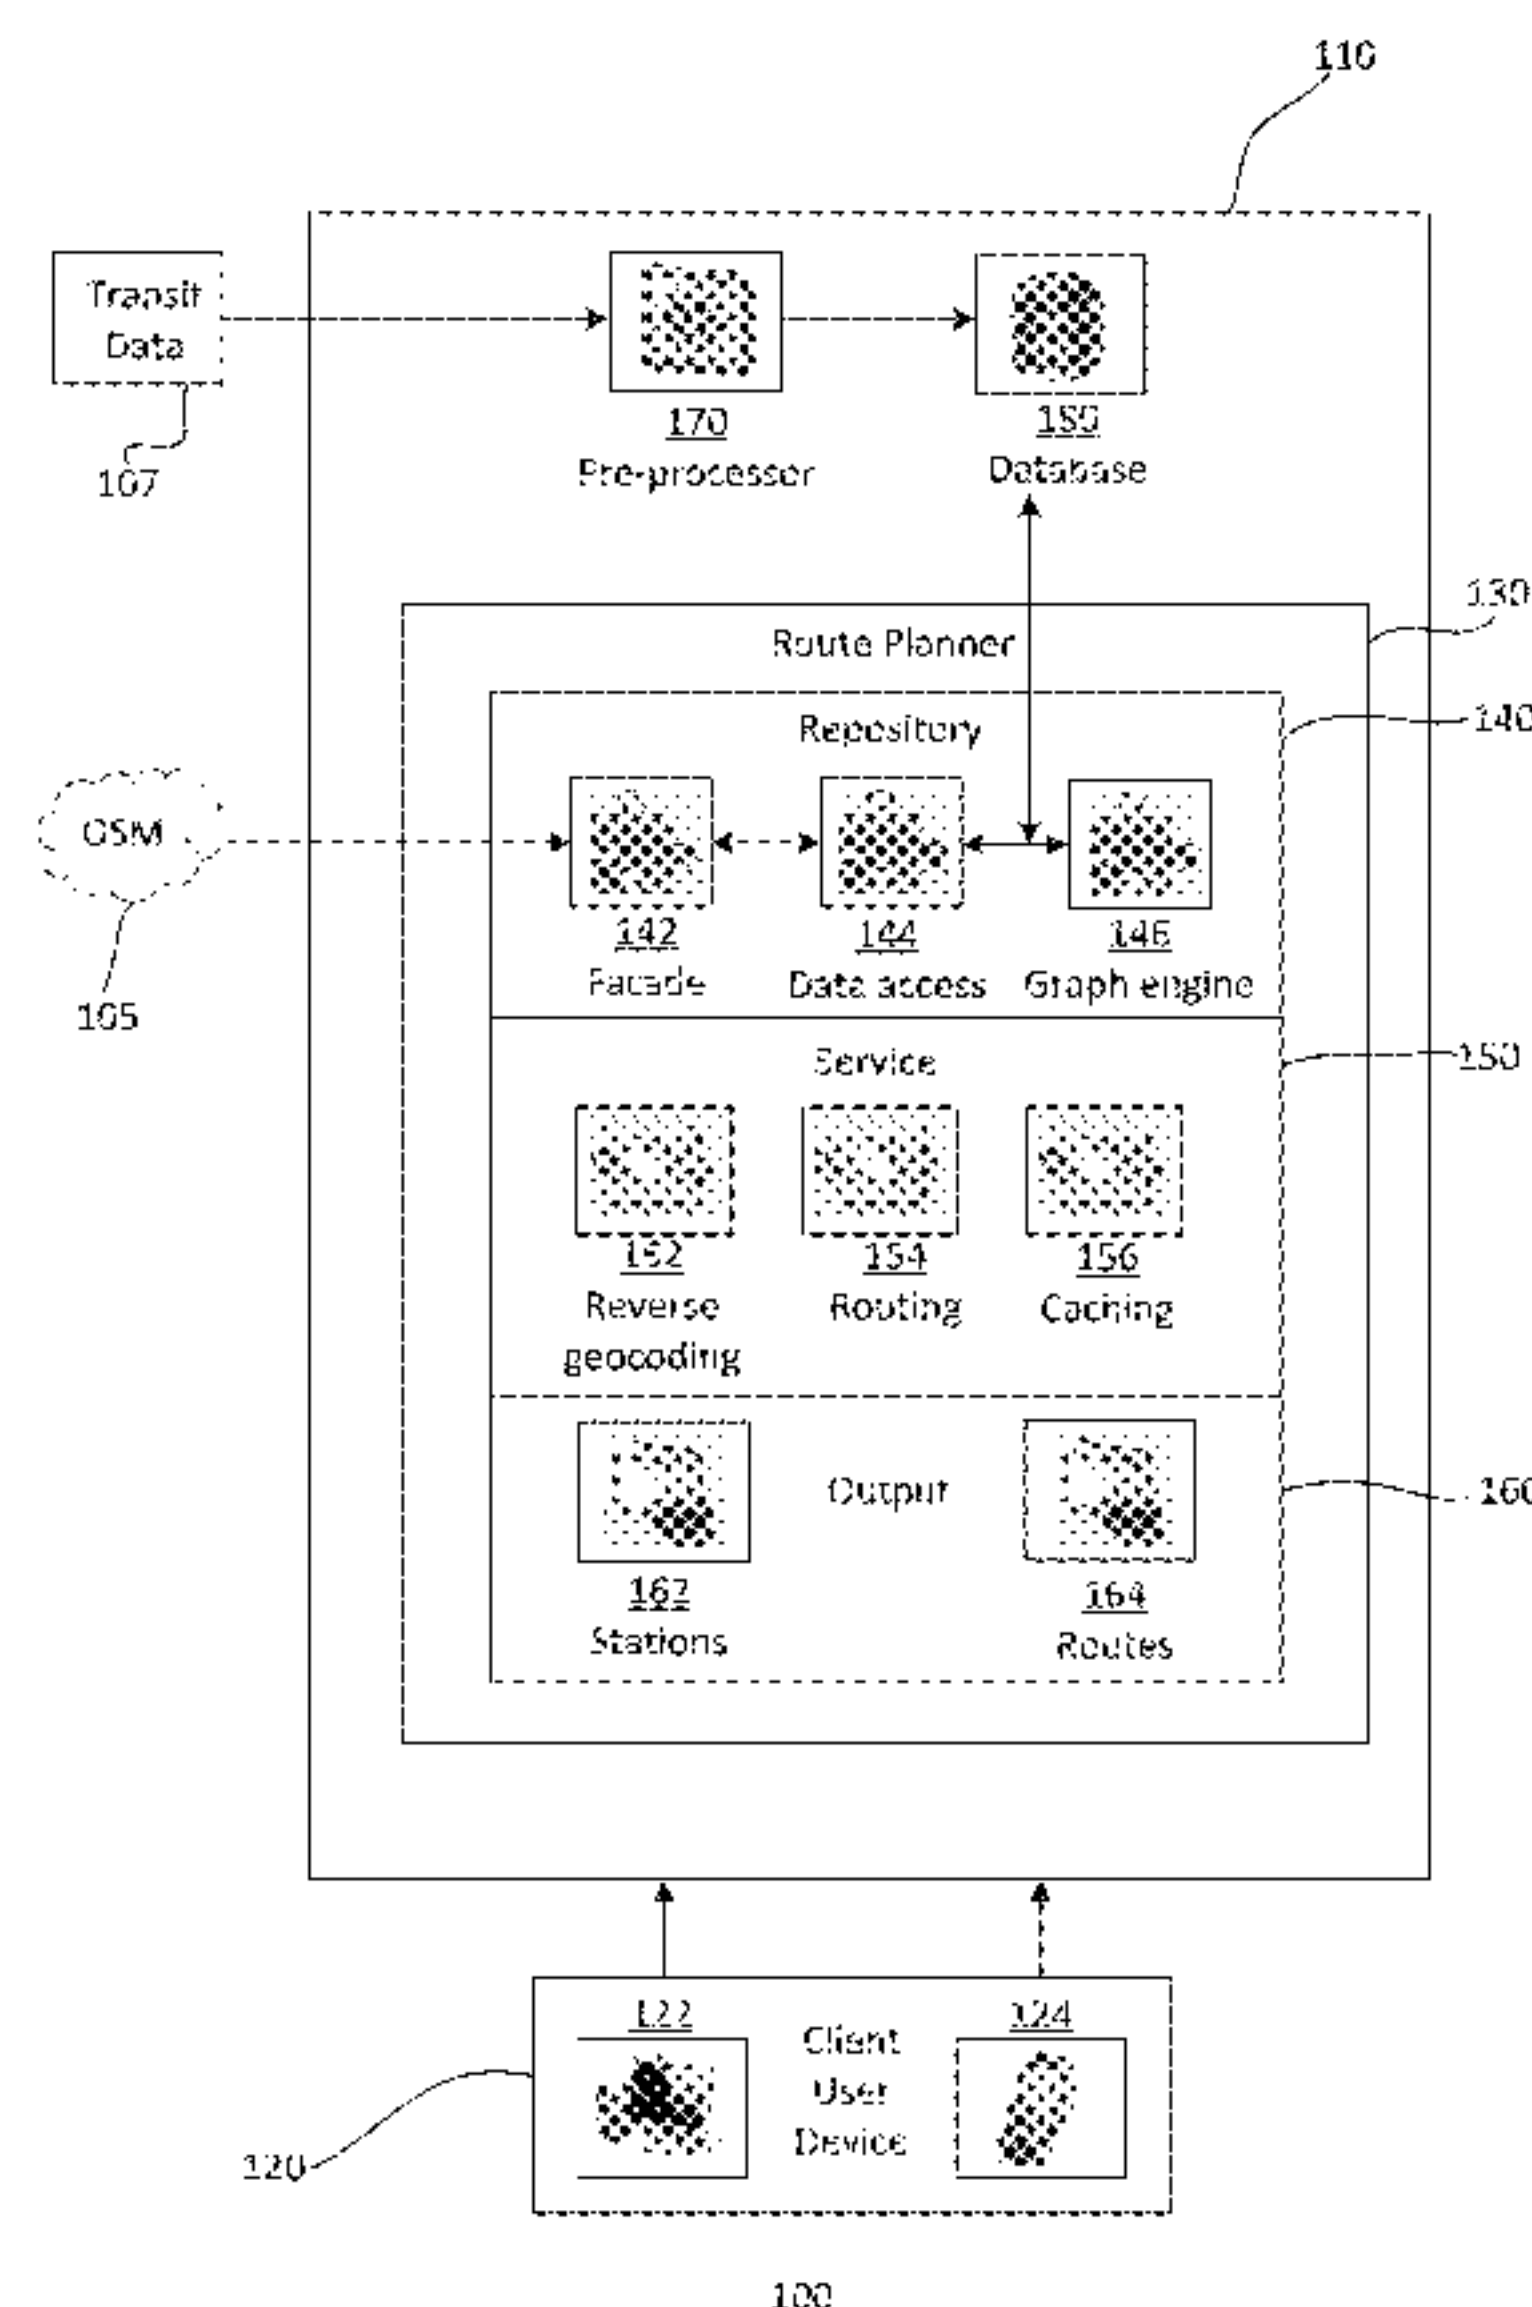 110
Transit
Data
107
170
Pre-processor
180
Database
130
Route Planner
140
Repository
OSM
142
Facade
144
Data access
146
Graph engine
105
150
Service
152
Reverse
geocoding
154
Routing
156
Caching
160
Output
162
Stations
164
Routes
122
124
Client
User
Device
120
100